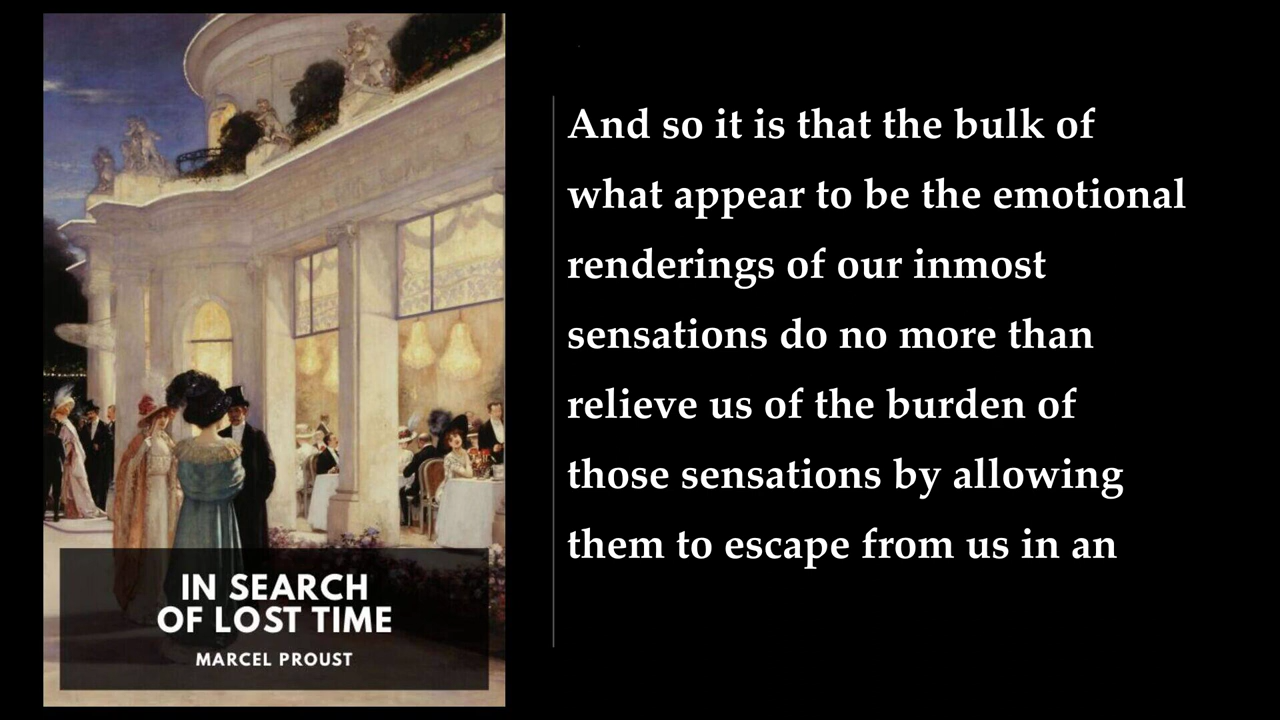 IN SEARCH
OF LOST TIME
MARCEL PROUST
And so it is that the bulk of
what appear to be the emotional
renderings of our inmost
sensations do no more than
relieve us of the burden of
those sensations by allowing
them to escape from us in an